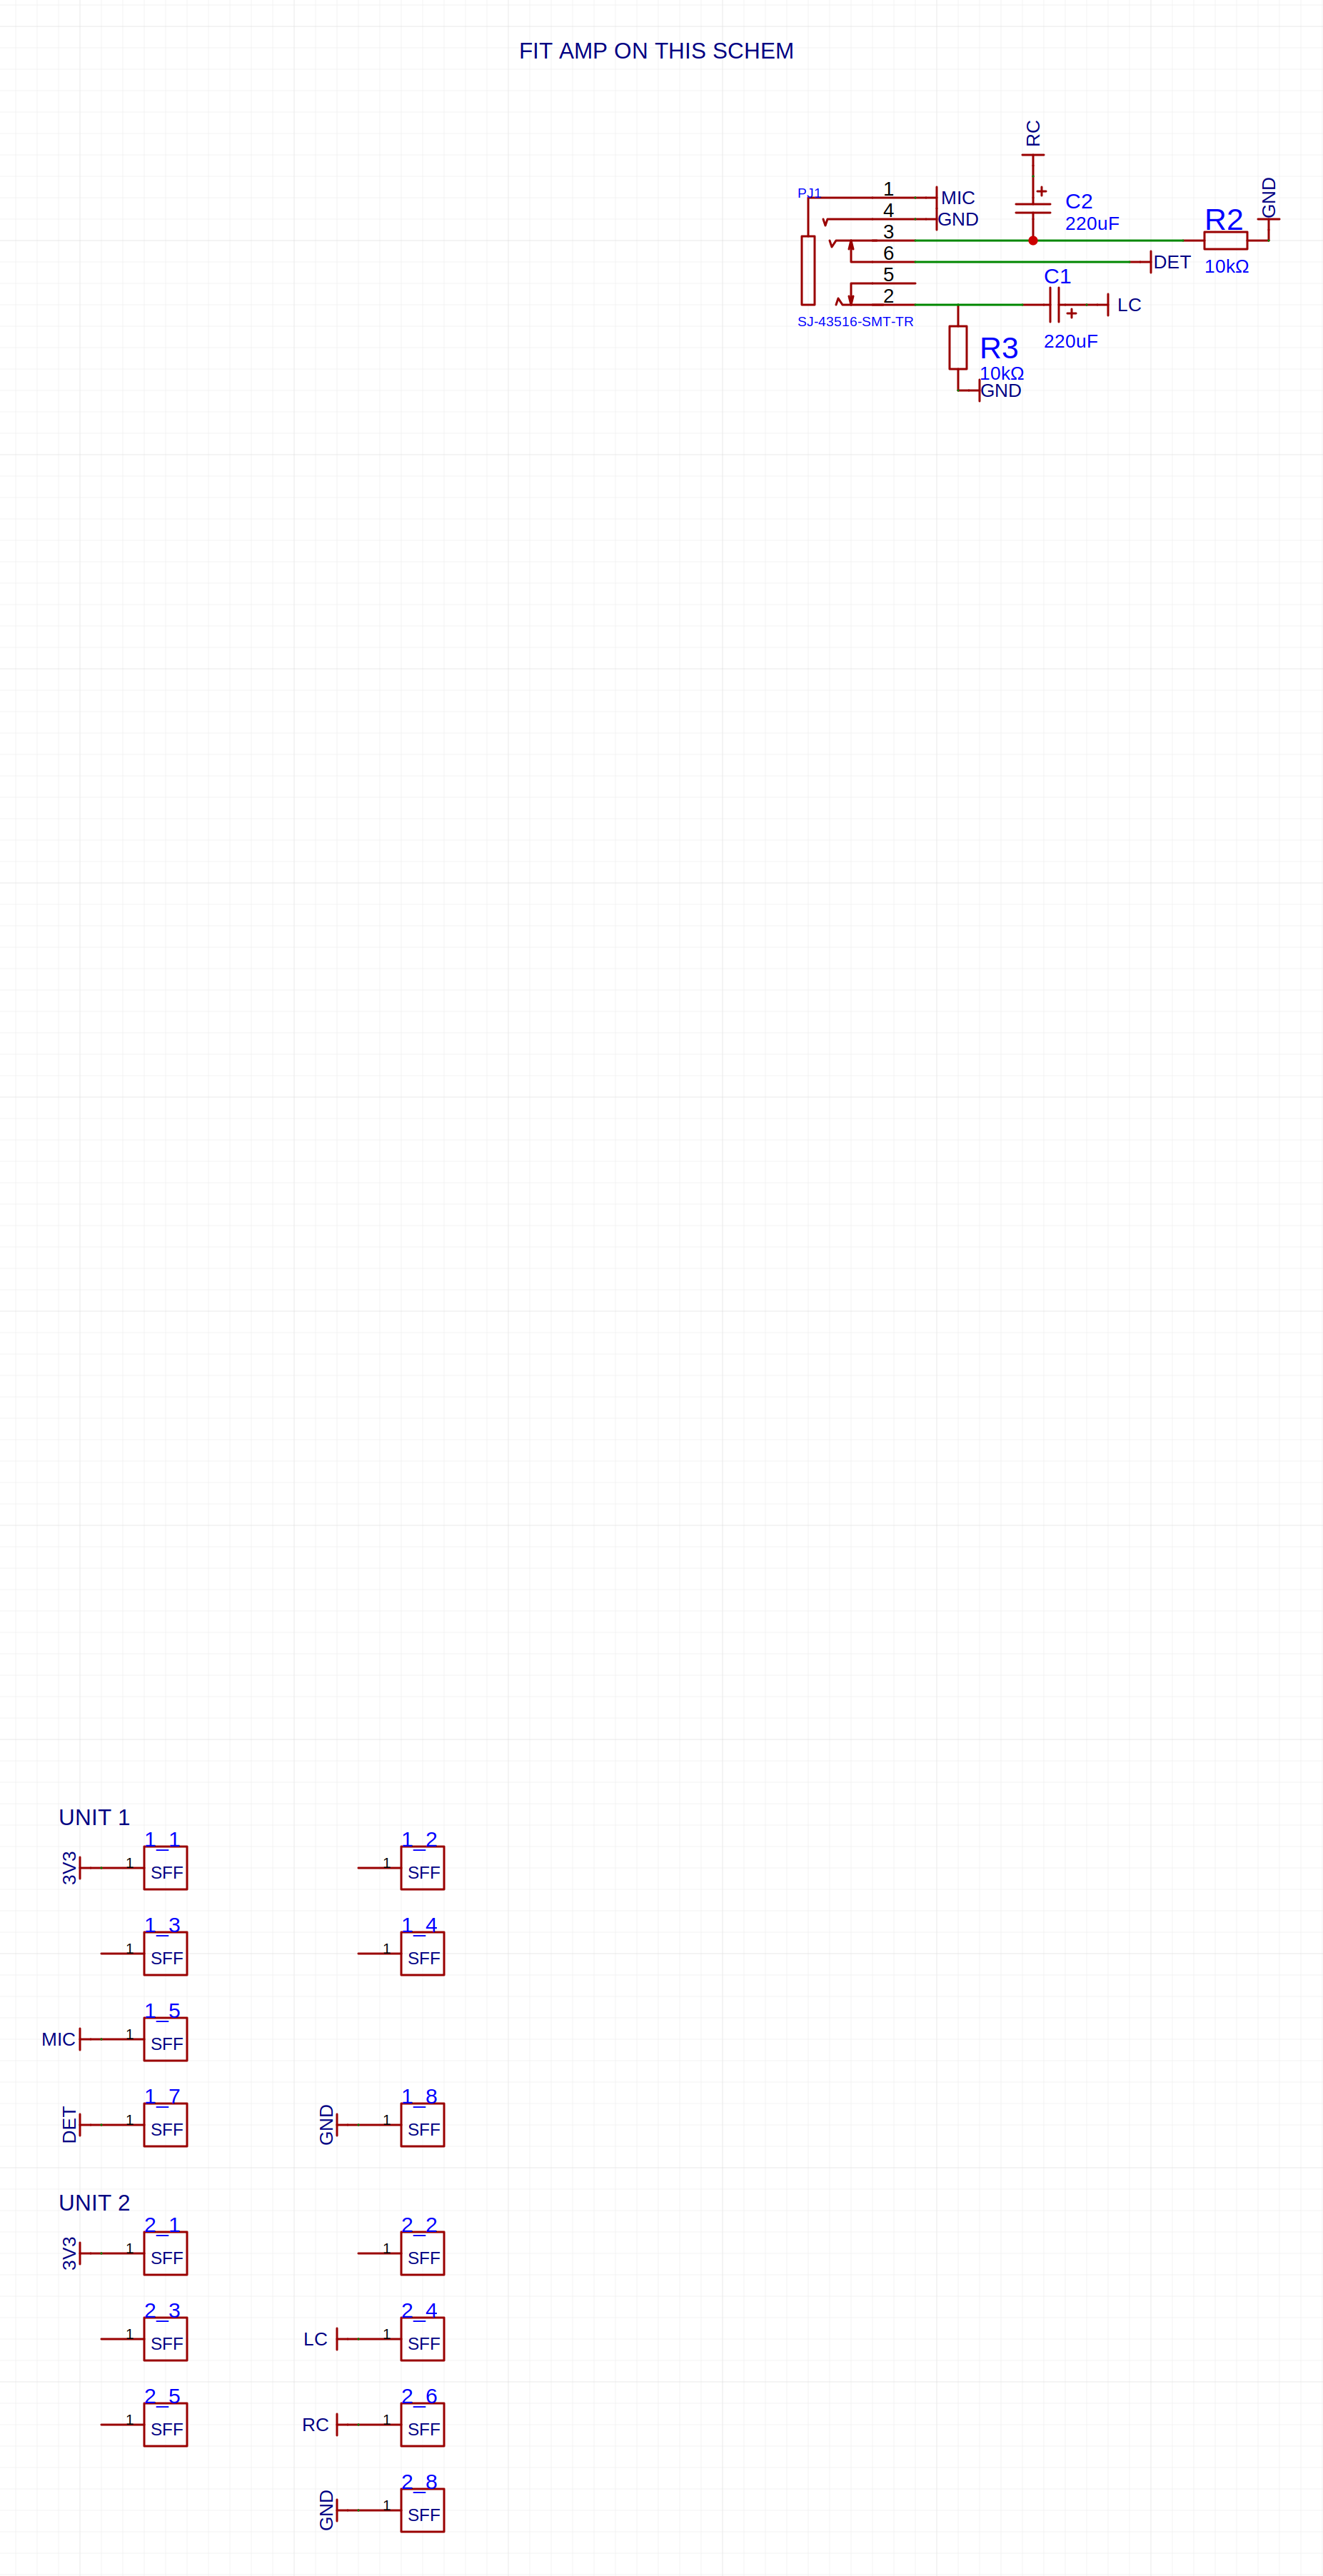 FIT AMP ON THIS SCHEM
RC
PJ1
1
MIC
+
C2
220uF
GND
4
GND
3
R2
10kΩ
6
DET
5
C1
2
+
LC
220uF
SJ-43516-SMT-TR
R3
10kΩ
GND
UNIT 1
1_1
3V3
1
SFF
1_2
1
SFF
1_3
1
SFF
1_4
1
SFF
1_5
MIC
1
SFF
1_7
DET
1
SFF
1_8
GND
1
SFF
UNIT 2
2_1
3V3
1
SFF
2_2
1
SFF
2_3
1
SFF
2_4
LC
1
SFF
2_5
1
SFF
2_6
RC
1
SFF
2_8
GND
1
SFF